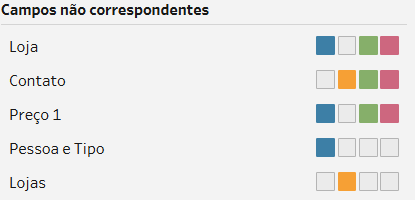 Campos não correspondentes
Loja
Contato
Preço 1
Pessoa e Tipo
Lojas